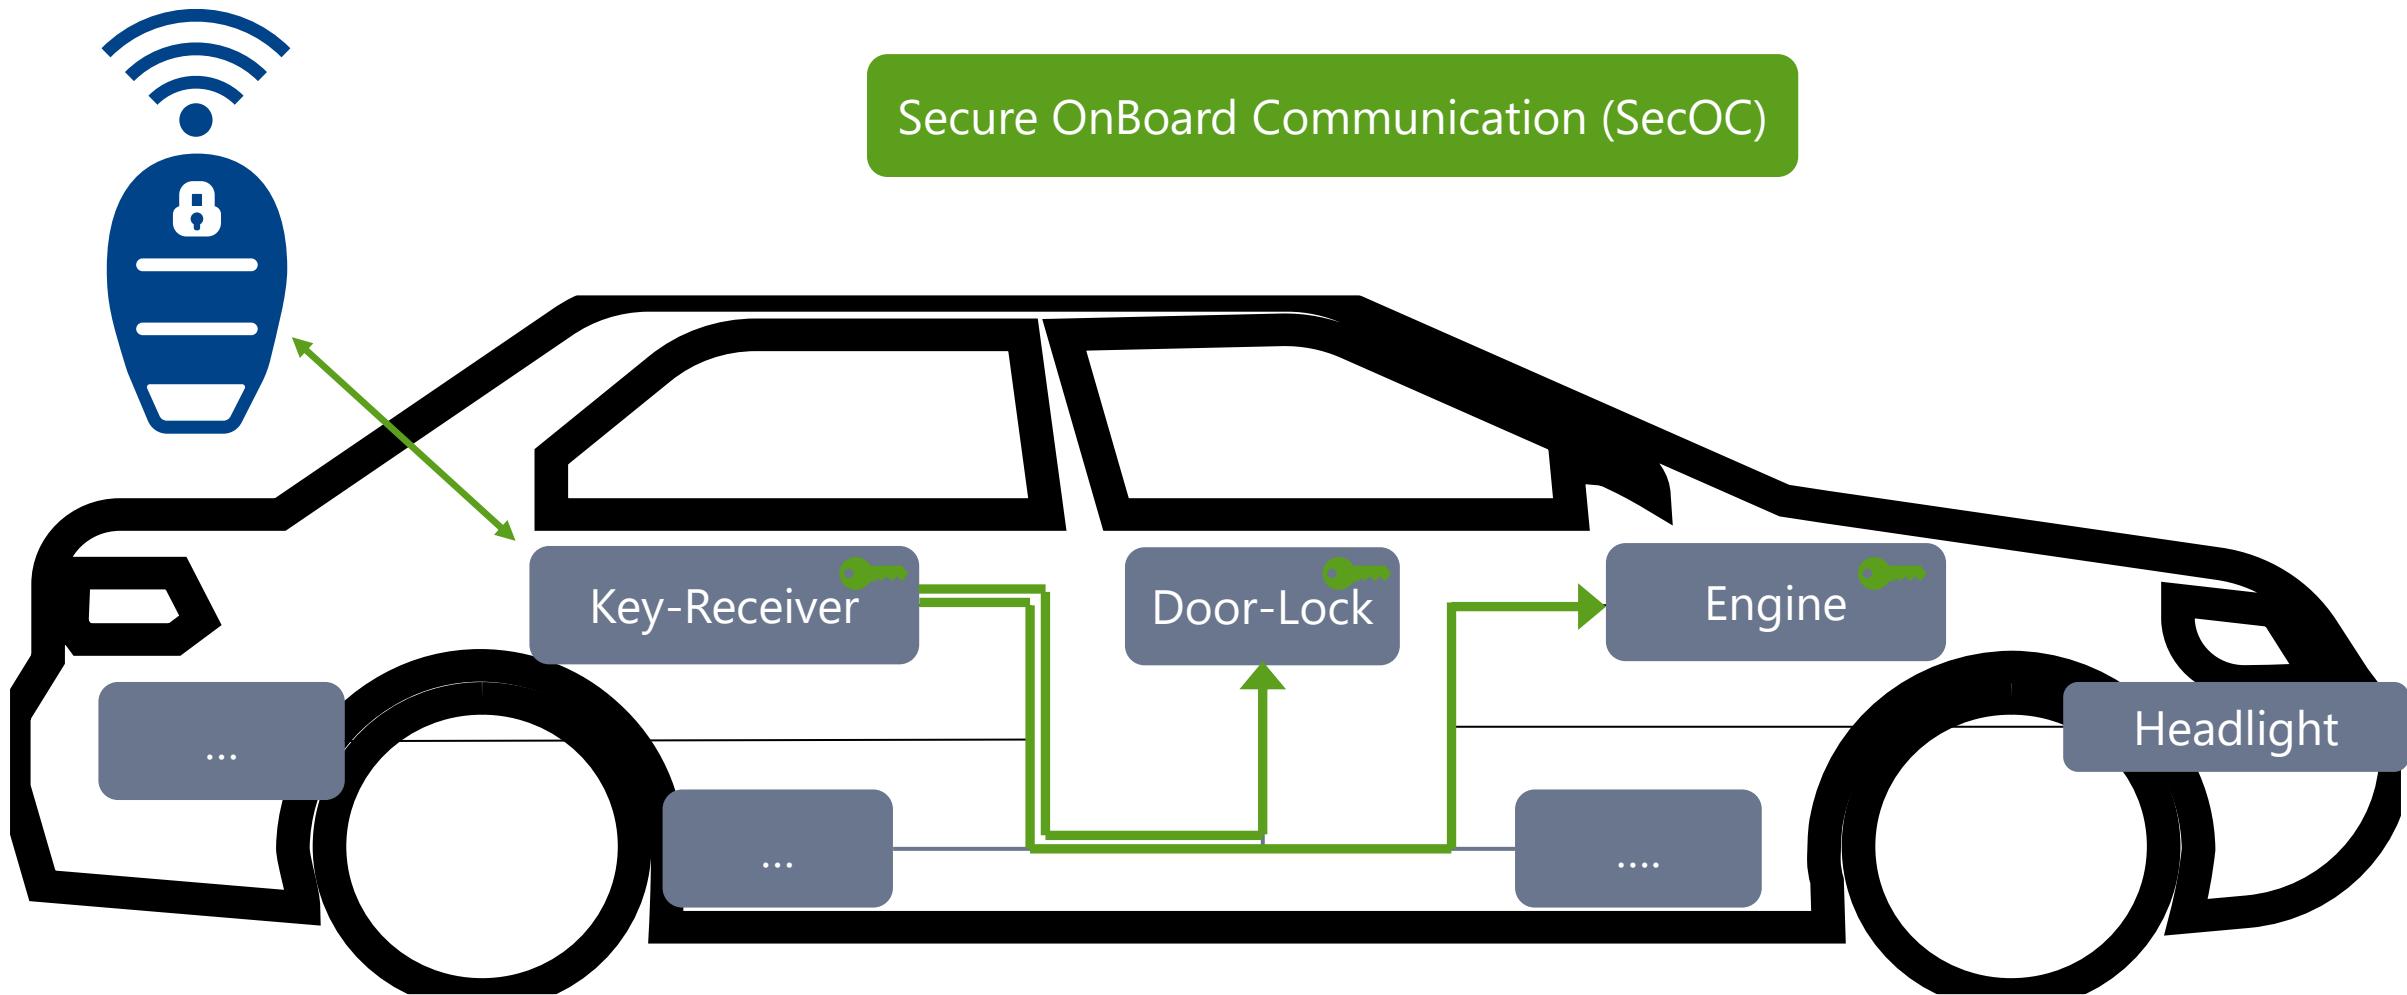 Secure OnBoard Communication (SecOC)
Key-Receiver
Door-Lock
Engine
...
Headlight
...
....